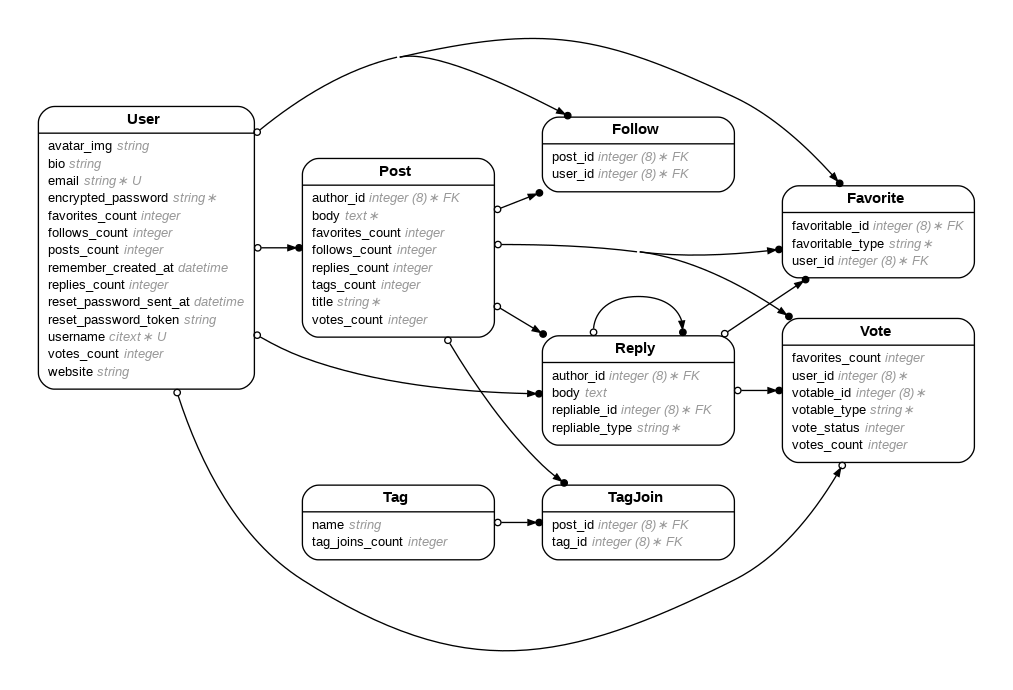 User
avatar_img string
bio string
email string∗ U
encrypted_password string∗
favorites_count integer
follows_count integer
posts_count integer
remember_created_at datetime
replies_count integer
reset_password_sent_at datetime
reset_password_token string
username citext∗ U
votes_count integer
website string
Post
author_id integer (8)∗ FK
body text∗
favorites_count integer
follows_count integer
replies_count integer
tags_count integer
title string∗
votes_count integer
Follow
post_id integer (8)∗ FK
user_id integer (8)∗ FK
Favorite
favoritable_id integer (8)∗ FK
favoritable_type string∗
user_id integer (8)∗ FK
Reply
author_id integer (8)∗ FK
body text
repliable_id integer (8)∗ FK
repliable_type string∗
Vote
favorites_count integer
user_id integer (8)∗
votable_id integer (8)∗
votable_type string∗
vote_status integer
votes_count integer
Tag
name string
tag_joins_count integer
TagJoin
post_id integer (8)∗ FK
tag_id integer (8)∗ FK